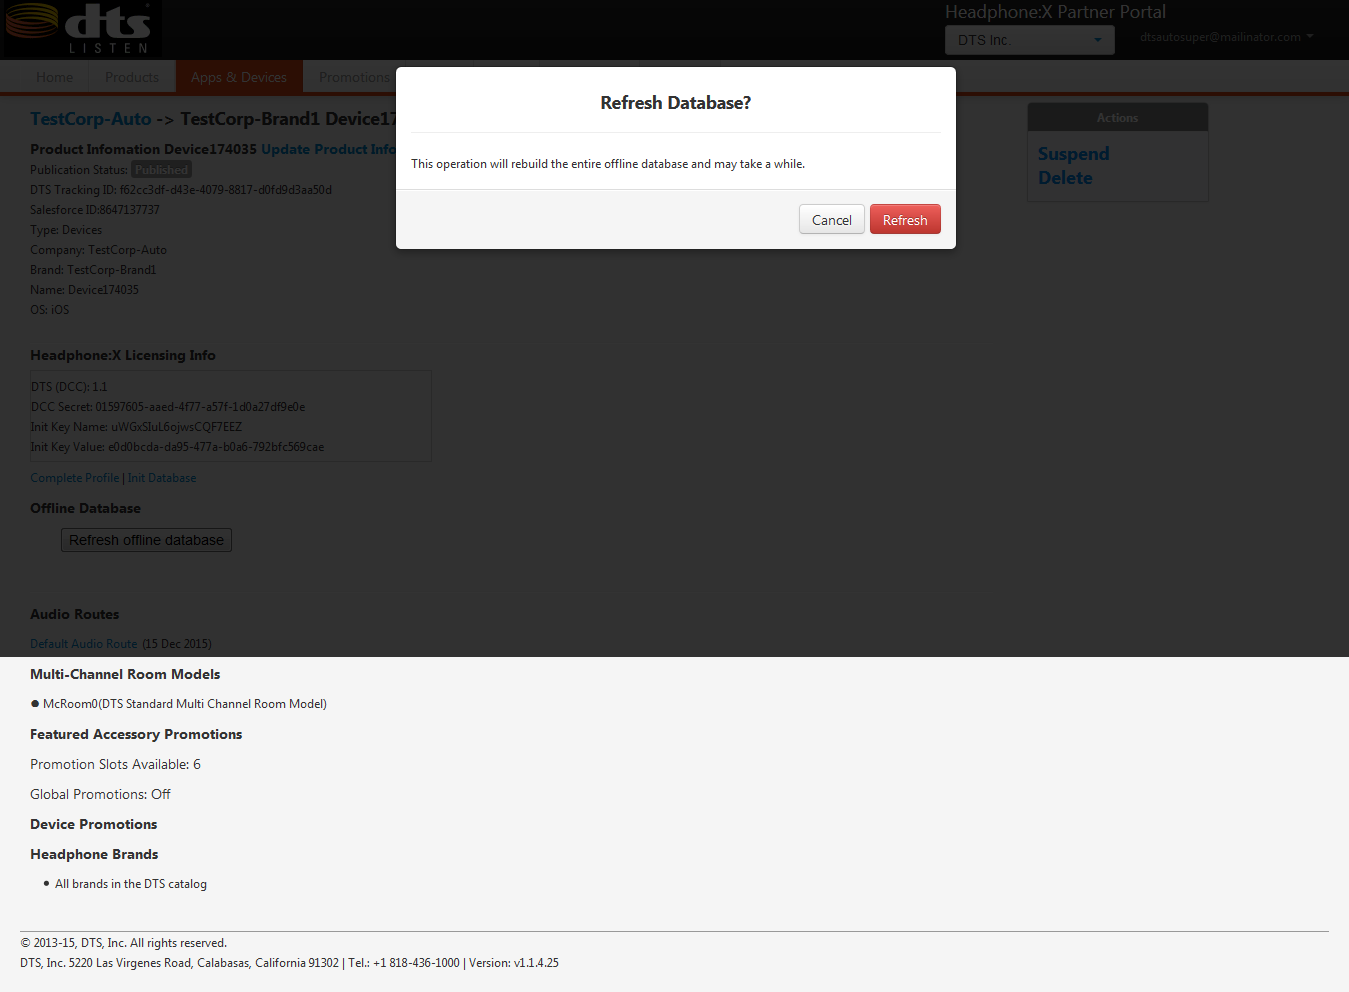 dts
LISTEN
Headphone:X Partner Portal
DTS Inc.
dtsautosuper@mailinator.com
Home
Products
Apps & Devices
Promotions
Refresh Database?
This operation will rebuild the entire offline database and may take a while.
Cancel
Refresh
TestCorp-Auto -> TestCorp-Brand1 Device17
Actions
Suspend
Delete
Product Infomation Device174035 Update Product Info
Publication Status: Published
DTS Tracking ID: f62cc3df-d43e-4079-8817-d0fd9d3aa50d
Salesforce ID:8647137737
Type: Devices
Company: TestCorp-Auto
Brand: TestCorp-Brand1
Name: Device174035
OS: iOS
Headphone:X Licensing Info
DTS (DCC): 1.1
DCC Secret: 01597605-aaed-4f77-a57f-1d0a27df9e0e
Init Key Name: uWGxSIuL6ojwsCQF7EEZ
Init Key Value: e0d0bcda-da95-477a-b0a6-792bfc569cae
Complete Profile | Init Database
Offline Database
Refresh offline database
Audio Routes
Default Audio Route (15 Dec 2015)
Multi-Channel Room Models
● McRoom0(DTS Standard Multi Channel Room Model)
Featured Accessory Promotions
Promotion Slots Available: 6
Global Promotions: Off
Device Promotions
Headphone Brands
• All brands in the DTS catalog
© 2013-15, DTS, Inc. All rights reserved.
DTS, Inc. 5220 Las Virgenes Road, Calabasas, California 91302 | Tel.: +1 818-436-1000 | Version: v1.1.4.25